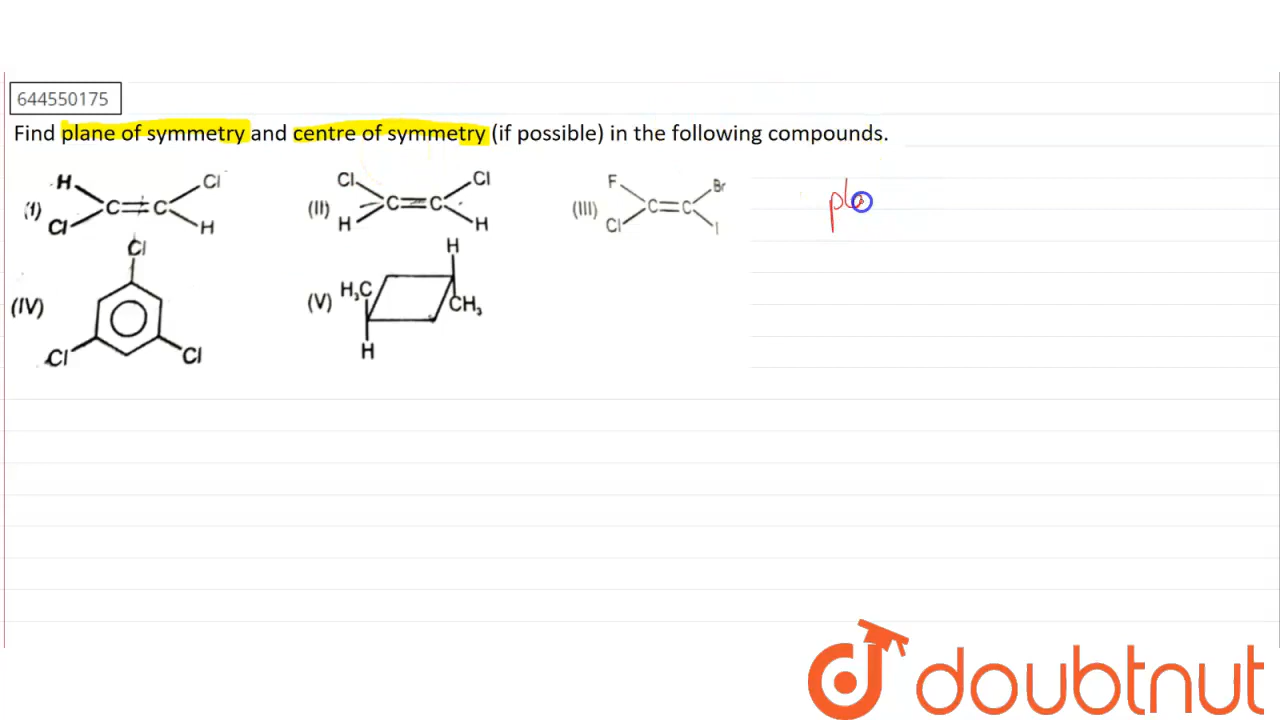 644550175
Find plane of symmetry and centre of symmetry (if possible) in the following compounds.
(I) H Cl C=C Cl H
(II) Cl Cl C=C H H
(III) F Br C=C Cl I
(IV) Cl Cl Cl
(V) H H₃C CH₃ H
pla
doubtnut